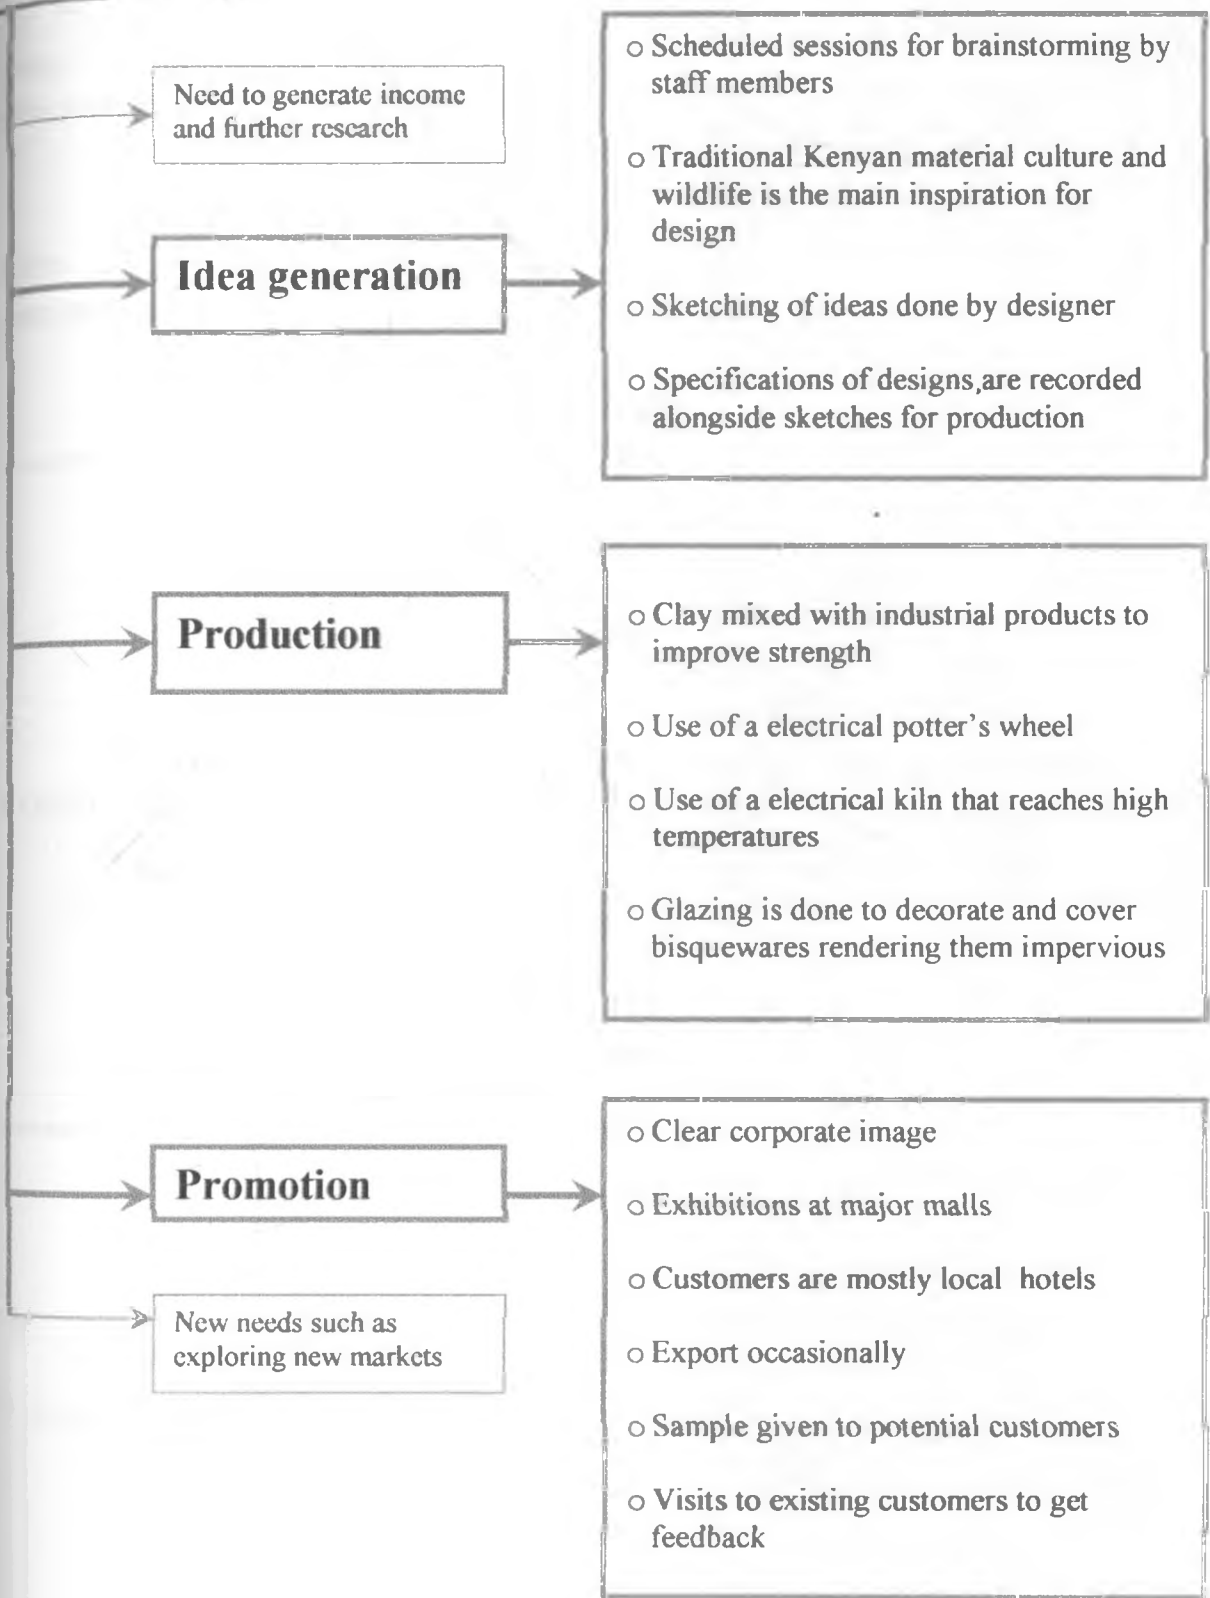 Need to generate income
and further research
Idea generation
○ Scheduled sessions for brainstorming by
staff members
○ Traditional Kenyan material culture and
wildlife is the main inspiration for
design
○ Sketching of ideas done by designer
○ Specifications of designs,are recorded
alongside sketches for production
Production
○ Clay mixed with industrial products to
improve strength
○ Use of a electrical potter's wheel
○ Use of a electrical kiln that reaches high
temperatures
○ Glazing is done to decorate and cover
bisquewares rendering them impervious
Promotion
○ Clear corporate image
○ Exhibitions at major malls
○ Customers are mostly local hotels
○ Export occasionally
○ Sample given to potential customers
○ Visits to existing customers to get
feedback
New needs such as
exploring new markets